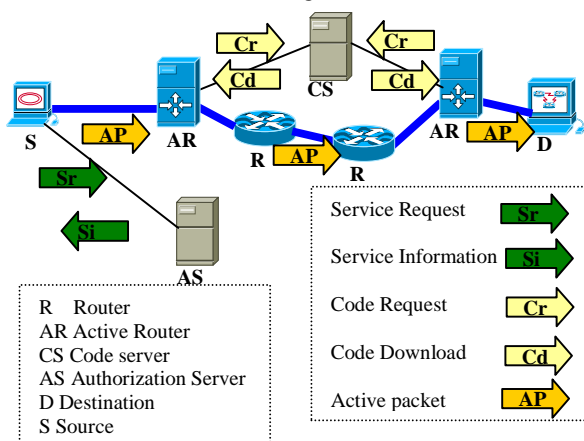 Cr
Cr
Cd
Cd
CS
S
AP
AR
R
AP
R
AR
AP
D
Sr
Si
AS
Service Request Sr
Service Information Si
Code Request Cr
Code Download Cd
Active packet AP
R Router
AR Active Router
CS Code server
AS Authorization Server
D Destination
S Source